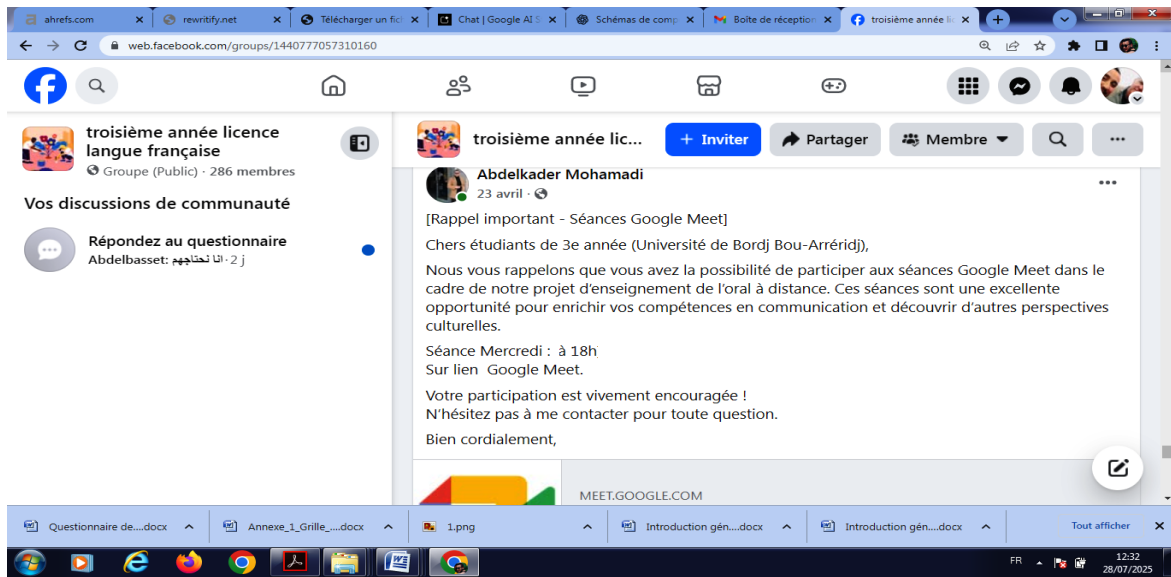 ahrefs.com
rewritify.net
Télécharger un fic
Chat | Google AI S
Schémas de comp
Boîte de réception
troisième année li
web.facebook.com/groups/1440777057310160
troisième année licence
langue française
Groupe (Public) · 286 membres
Vos discussions de communauté
Répondez au questionnaire
Abdelbasset: انا نحتاجهم · 2 j
troisième année lic...
+ Inviter
Partager
Membre
Abdelkader Mohamadi
23 avril ·
[Rappel important - Séances Google Meet]
Chers étudiants de 3e année (Université de Bordj Bou-Arréridj),
Nous vous rappelons que vous avez la possibilité de participer aux séances Google Meet dans le
cadre de notre projet d'enseignement de l'oral à distance. Ces séances sont une excellente
opportunité pour enrichir vos compétences en communication et découvrir d'autres perspectives
culturelles.
Séance Mercredi : à 18h
Sur lien Google Meet.
Votre participation est vivement encouragée !
N'hésitez pas à me contacter pour toute question.
Bien cordialement,
MEET.GOOGLE.COM
Questionnaire de....docx
Annexe_1_Grille_....docx
1.png
Introduction gén....docx
Introduction gén....docx
Tout afficher
FR
12:32
28/07/2025